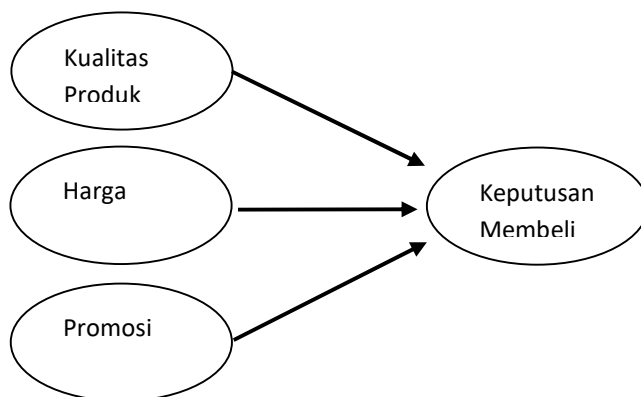 Kualitas
Produk
Harga
Keputusan
Membeli
Promosi